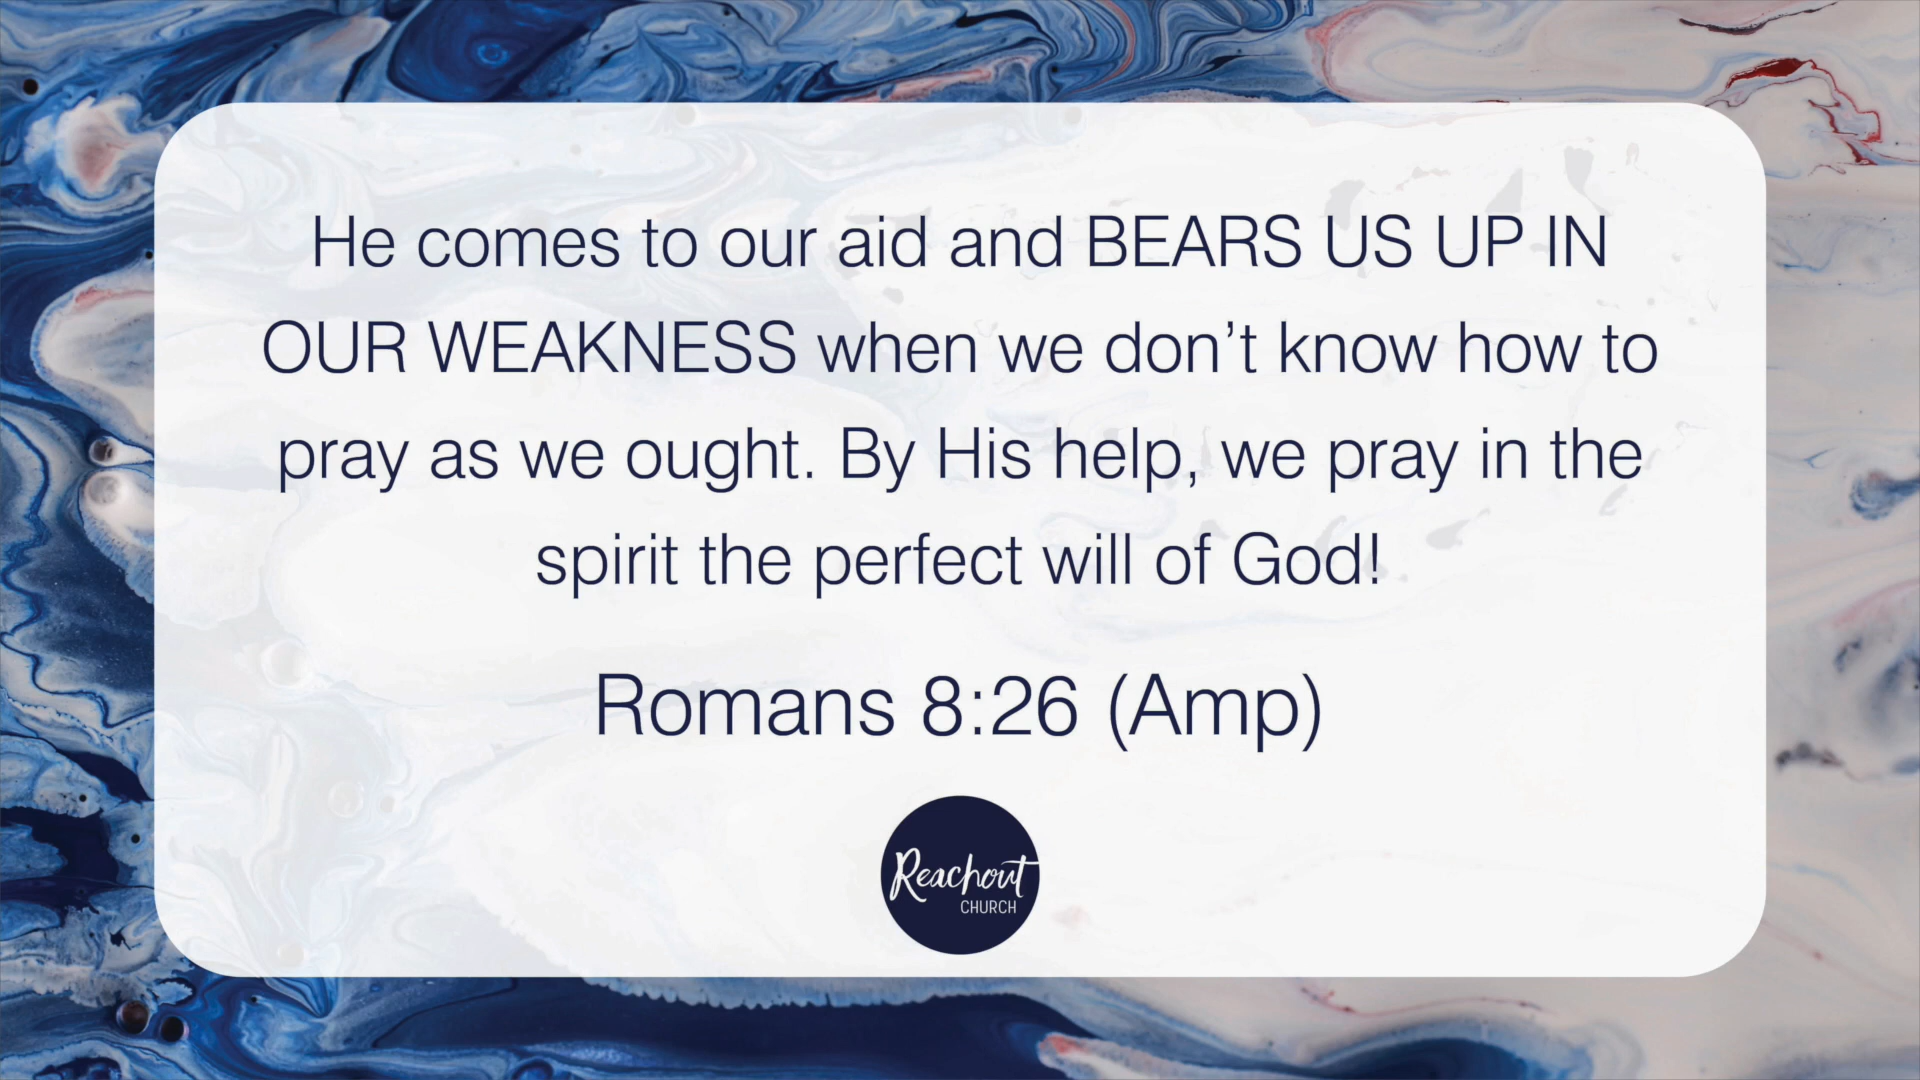 He comes to our aid and BEARS US UP IN
OUR WEAKNESS when we don’t know how to
pray as we ought. By His help, we pray in the
spirit the perfect will of God!
Romans 8:26 (Amp)
Reachout
CHURCH